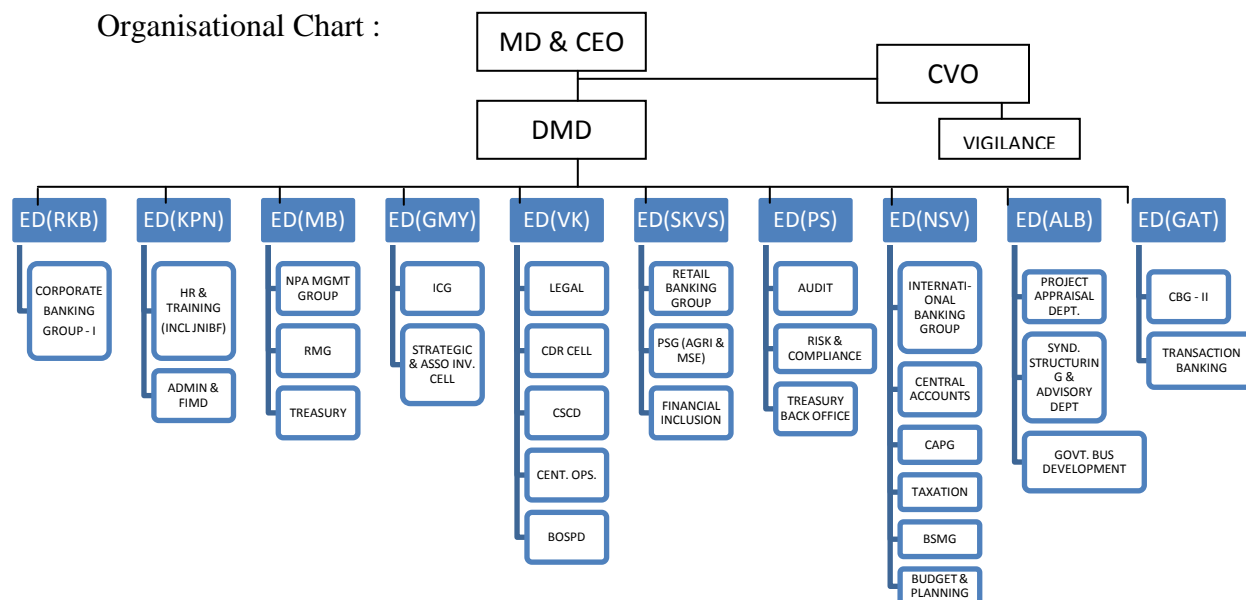 Organisational Chart :
MD & CEO
CVO
DMD
VIGILANCE
ED(RKB)
CORPORATE
BANKING
GROUP - I
ED(KPN)
HR &
TRAINING
(INCL JNIBF)
ADMIN &
FIMD
ED(MB)
NPA MGMT
GROUP
RMG
TREASURY
ED(GMY)
ICG
STRATEGIC
& ASSO INV.
CELL
ED(VK)
LEGAL
CDR CELL
CSCD
CENT. OPS.
BOSPD
ED(SKVS)
RETAIL
BANKING
GROUP
PSG (AGRI &
MSE)
FINANCIAL
INCLUSION
ED(PS)
AUDIT
RISK &
COMPLIANCE
TREASURY
BACK OFFICE
ED(NSV)
INTERNATI-
ONAL
BANKING
GROUP
CENTRAL
ACCOUNTS
CAPG
TAXATION
BSMG
BUDGET &
PLANNING
ED(ALB)
PROJECT
APPRAISAL
DEPT.
SYND.
STRUCTURIN
G &
ADVISORY
DEPT
GOVT. BUS
DEVELOPMENT
ED(GAT)
CBG - II
TRANSACTION
BANKING